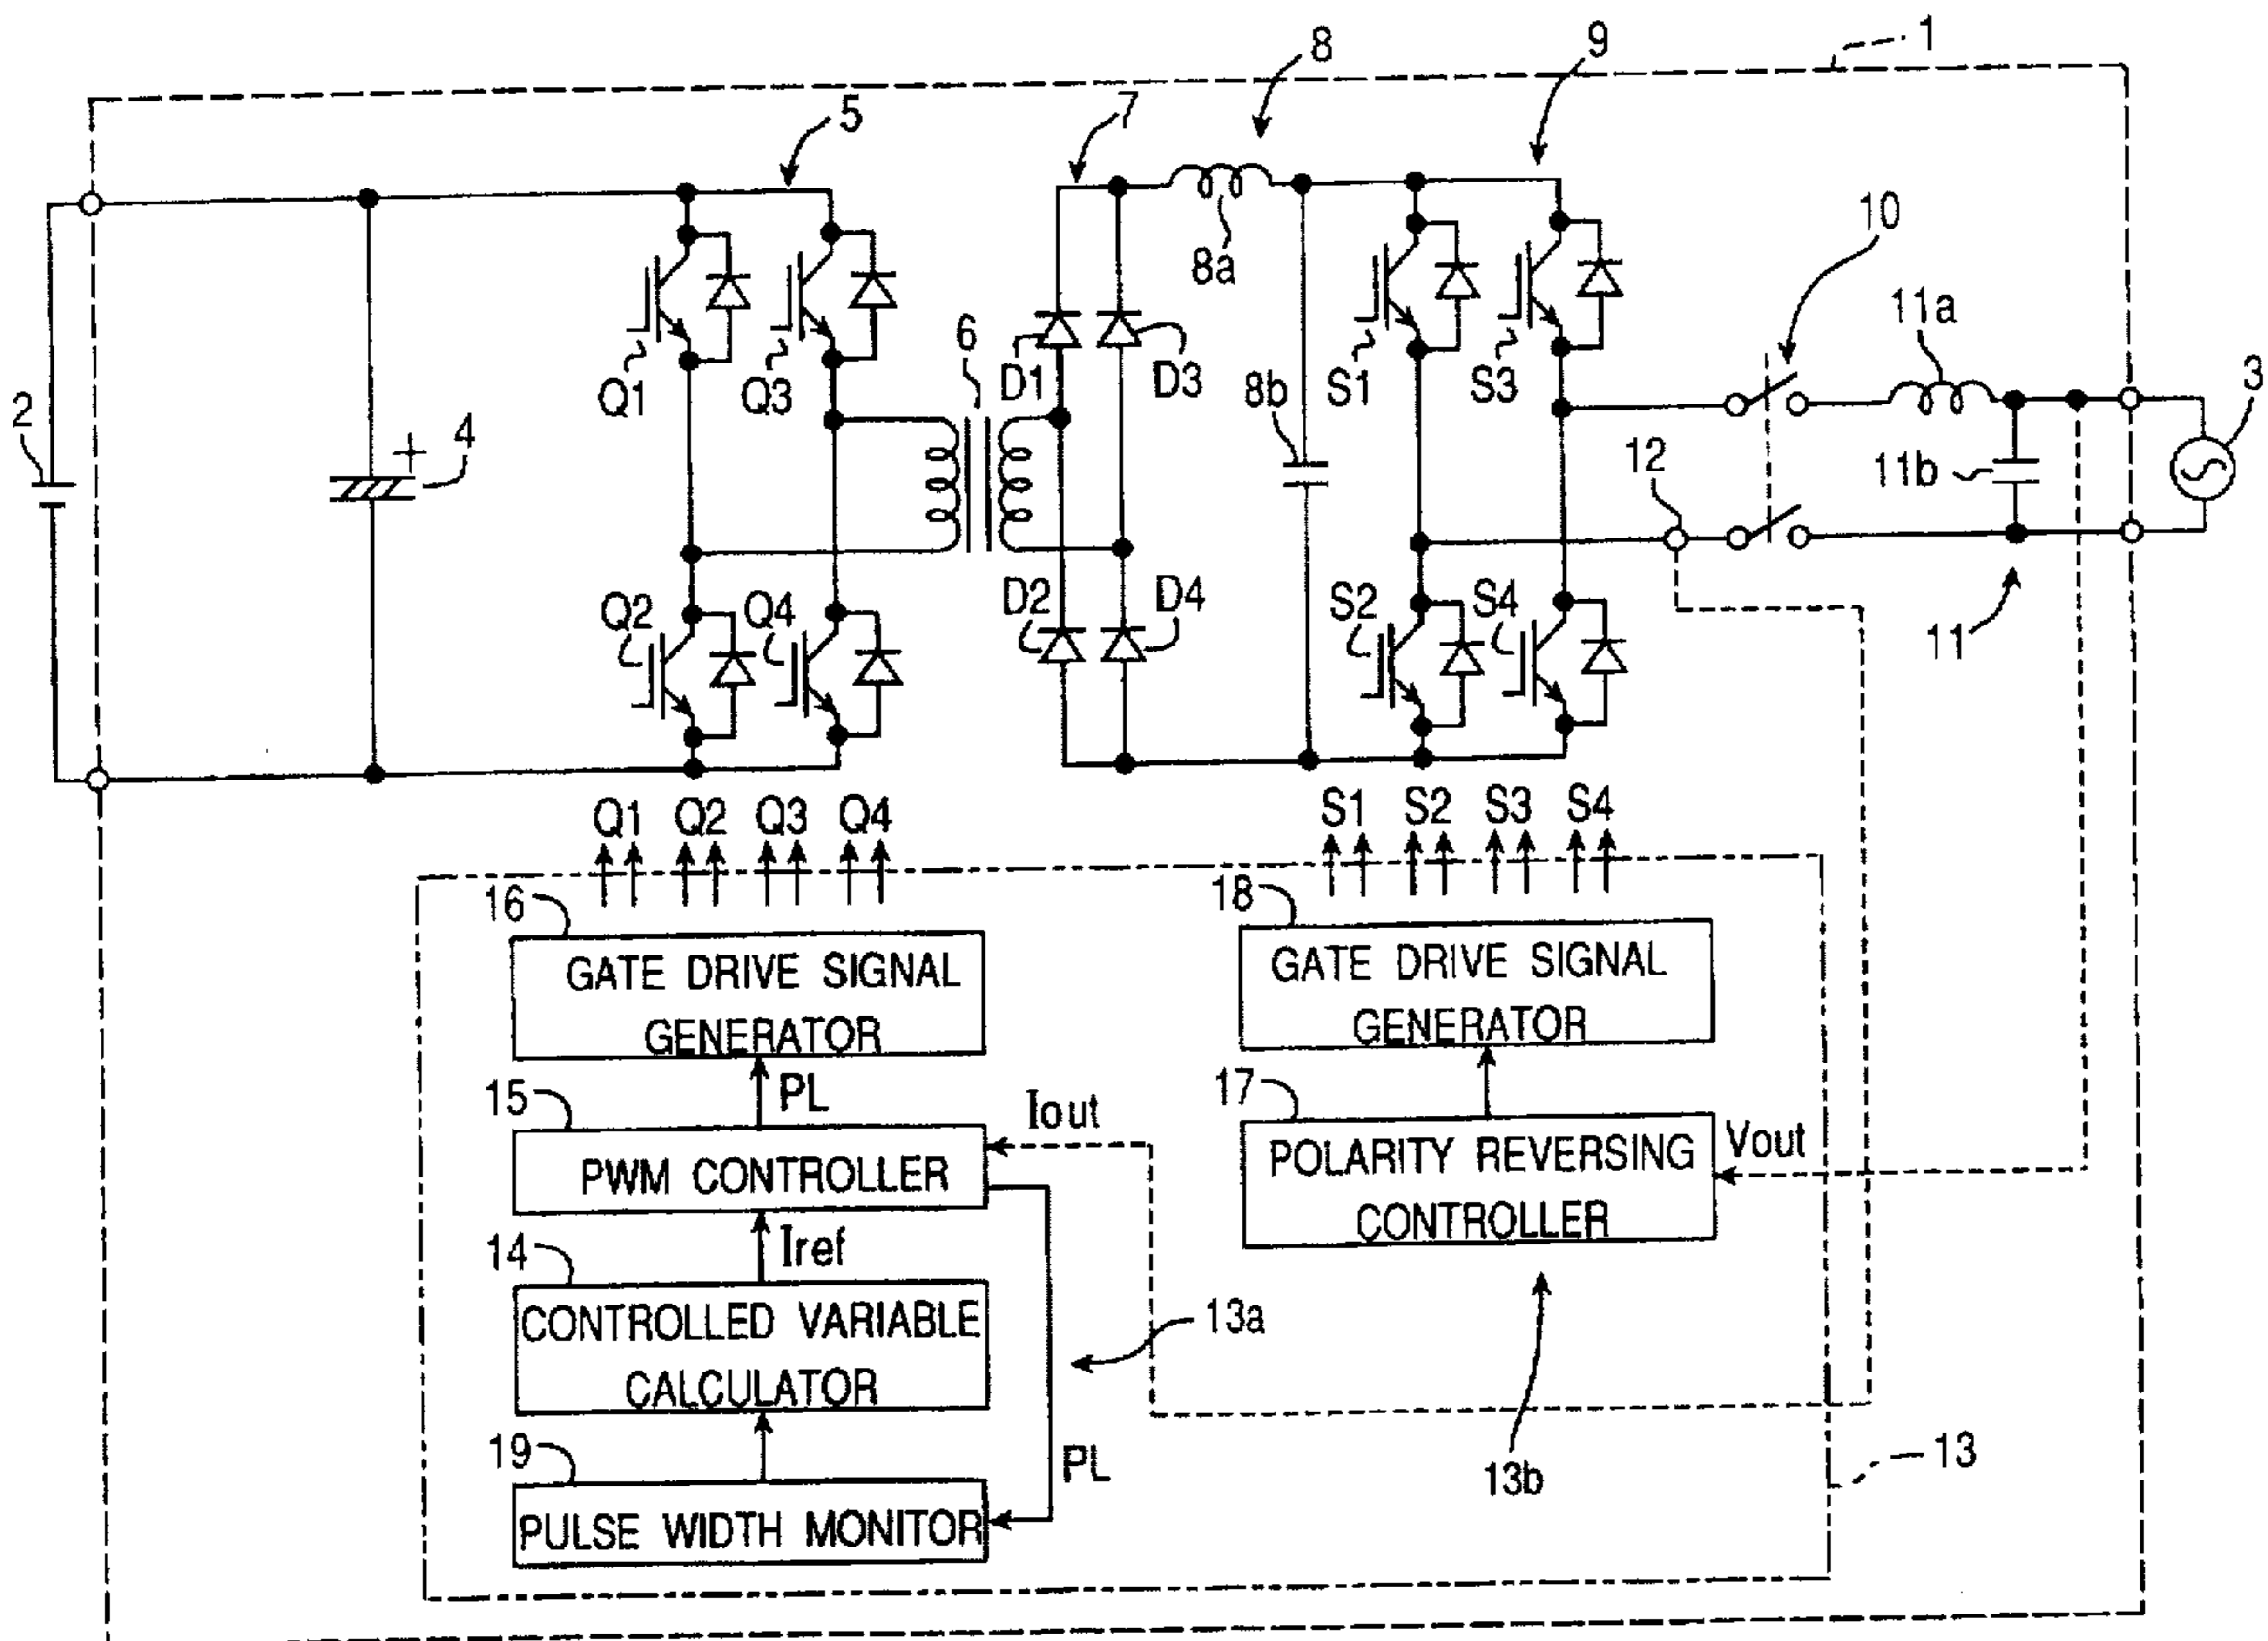 1
8
9
5
7
10
8a
11a
6
D1
D3
Q1
Q3
S1
S3
3
2
4
8b
12
11b
Q2
Q4
D2
D4
S2
S4
11
Q1 Q2 Q3 Q4
S1 S2 S3 S4
16
GATE DRIVE SIGNAL
GENERATOR
18
GATE DRIVE SIGNAL
GENERATOR
PL
15
Iout
PWM CONTROLLER
17
POLARITY REVERSING
CONTROLLER
Vout
Iref
14
CONTROLLED VARIABLE
CALCULATOR
13a
19
PULSE WIDTH MONITOR
PL
13b
13